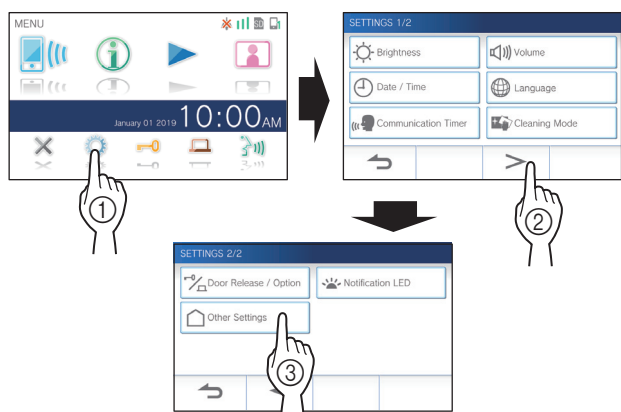 MENU
January 01 2019 10:00AM
①
SETTINGS 1/2
Brightness
Volume
Date / Time
Language
Communication Timer
Cleaning Mode
②
SETTINGS 2/2
Door Release / Option
Notification LED
Other Settings
③